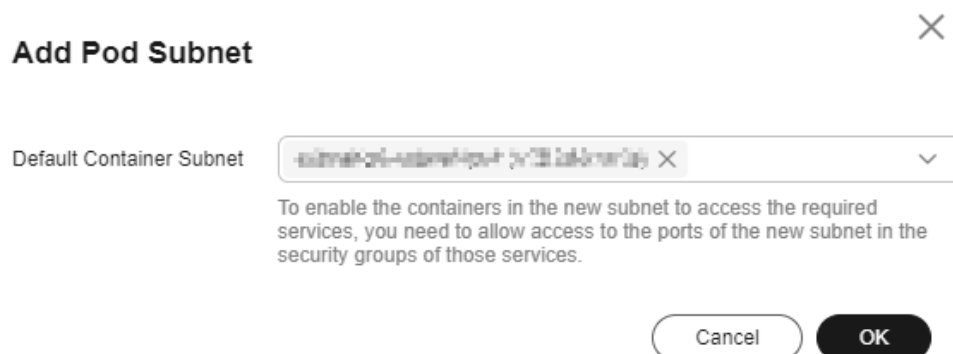 Add Pod Subnet
Default Container Subnet
To enable the containers in the new subnet to access the required
services, you need to allow access to the ports of the new subnet in the
security groups of those services.
Cancel
OK